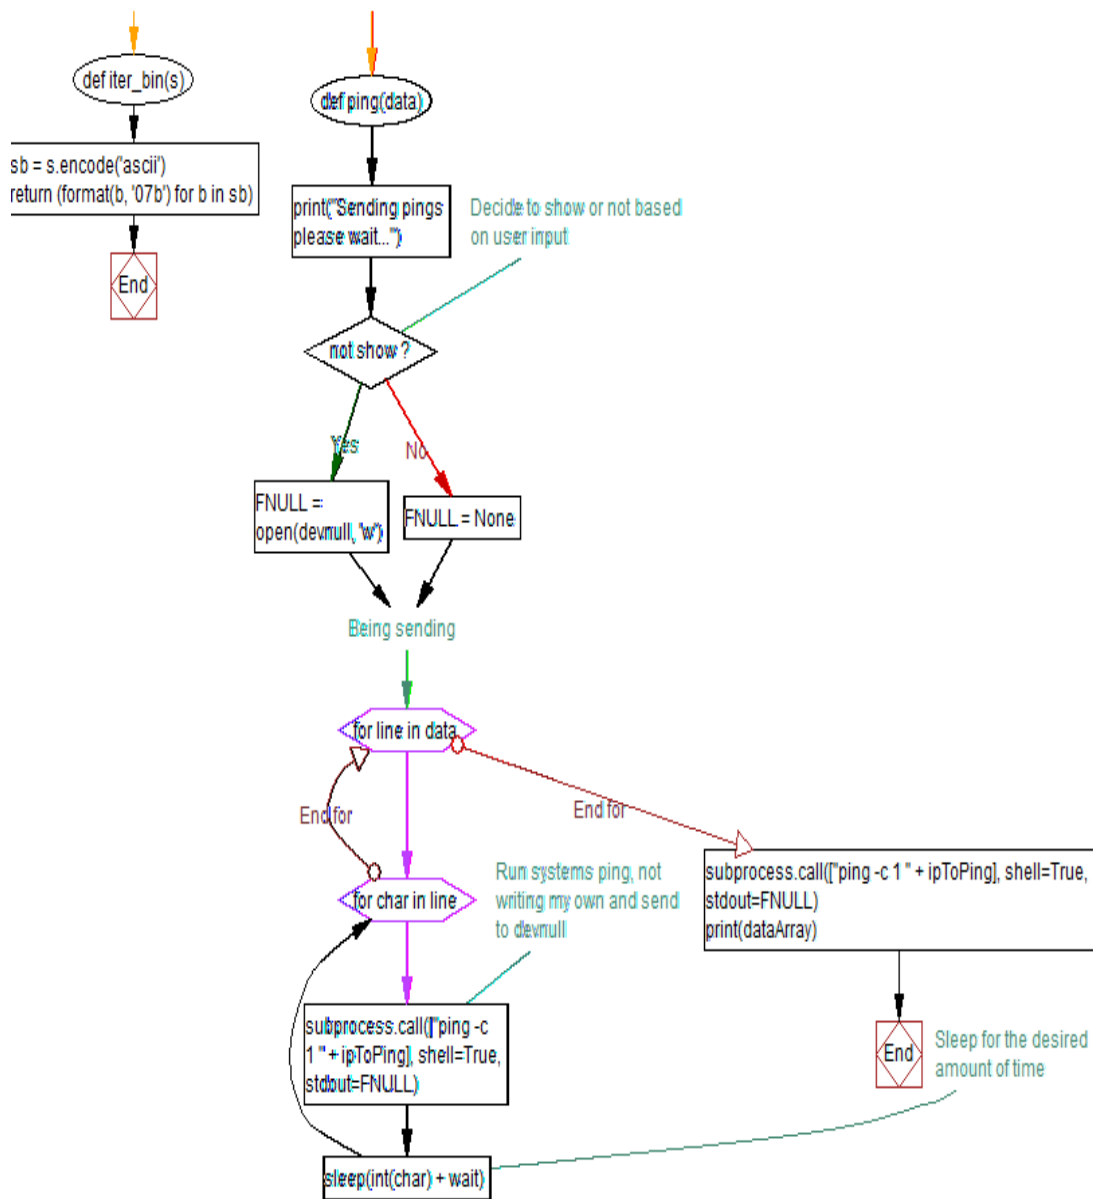 def iter_bin(s)
sb = s.encode('ascii')
return (format(b, '07b') for b in sb)
End
def ping(data)
print("Sending pings
please wait...")
Decide to show or not based
on user input
not show ?
Yes
No
FNULL =
open(devnull, "w")
FNULL = None
Being sending
for line in data
End for
End for
for char in line
Run systems ping, not
writing my own and send
to devnull
subprocess.call(["ping -c 1 " + ipToPing], shell=True,
stdout=FNULL)
print(dataArray)
subprocess.call(["ping -c
1 " + ipToPing], shell=True,
stdout=FNULL)
End
Sleep for the desired
amount of time
sleep(int(char) + wait)